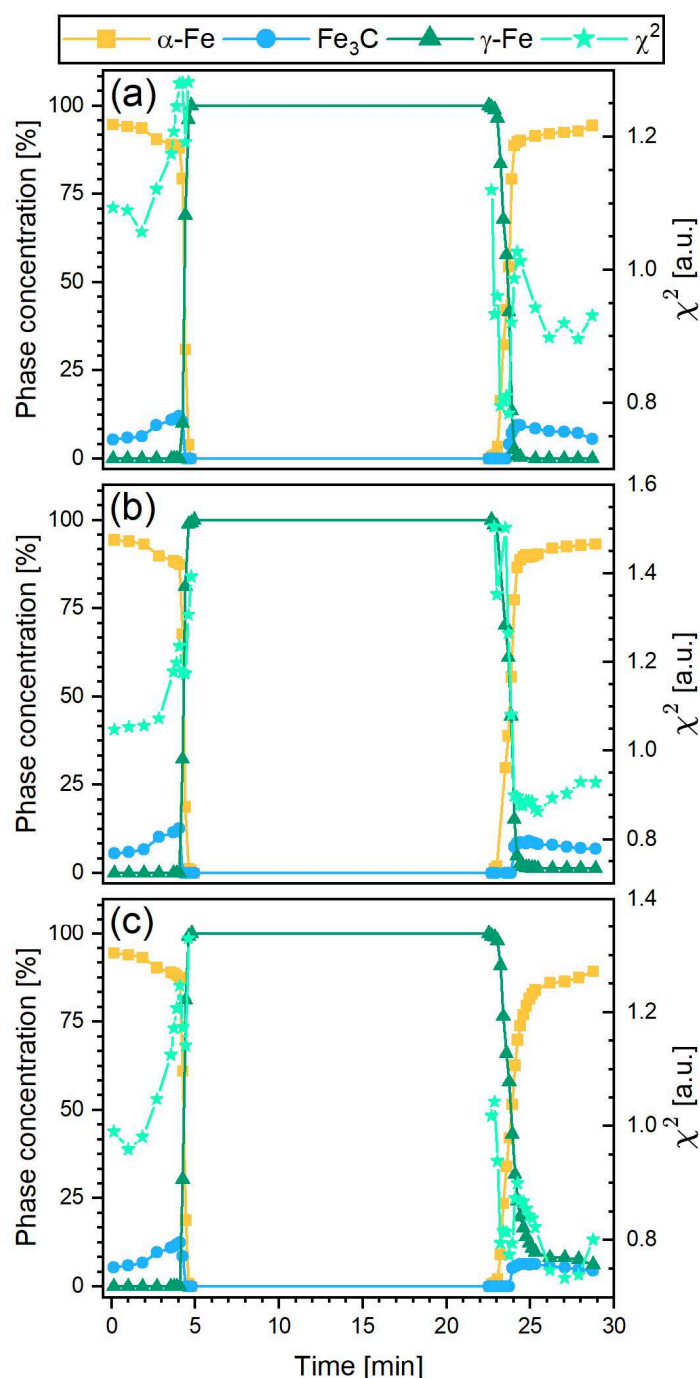 α-Fe Fe₃C γ-Fe χ²
(a)
Phase concentration [%]
100
75
50
25
0
1.2
1.0
0.8
χ² [a.u.]
(b)
Phase concentration [%]
100
75
50
25
0
1.6
1.4
1.2
1.0
0.8
χ² [a.u.]
(c)
Phase concentration [%]
100
75
50
25
0
1.4
1.2
1.0
0.8
χ² [a.u.]
0 5 10 15 20 25 30
Time [min]